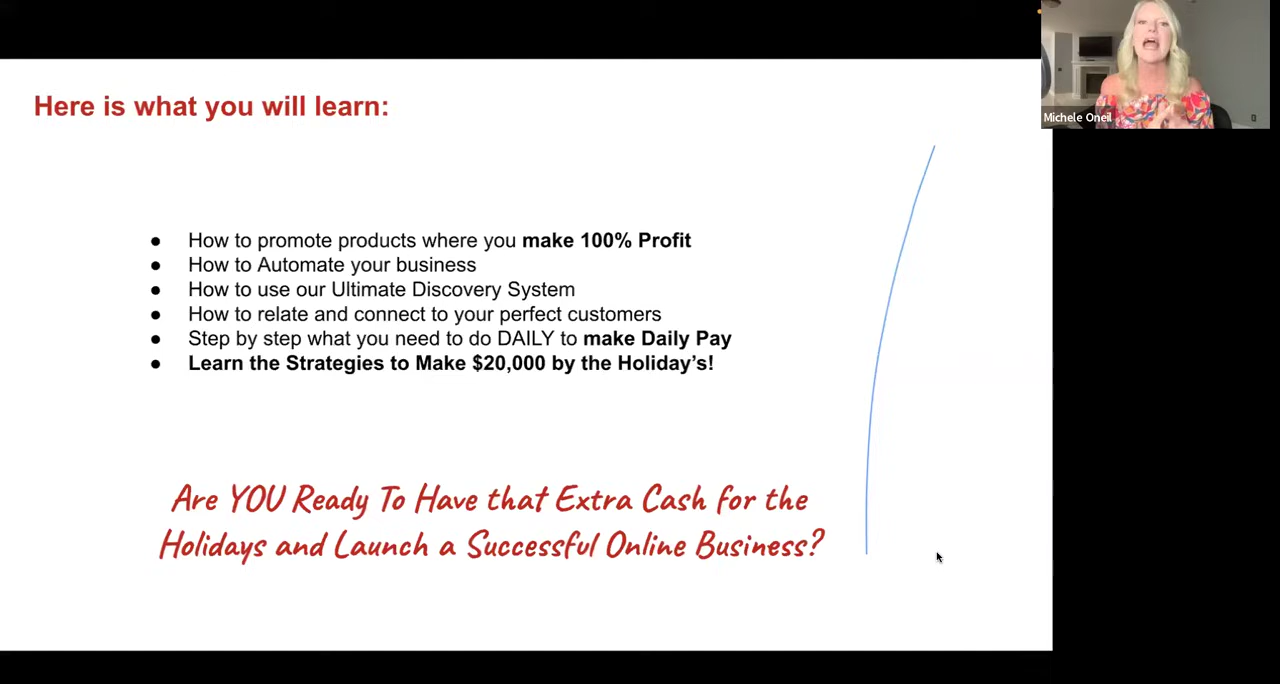 Here is what you will learn:
Michele Oneil
● How to promote products where you make 100% Profit
● How to Automate your business
● How to use our Ultimate Discovery System
● How to relate and connect to your perfect customers
● Step by step what you need to do DAILY to make Daily Pay
● Learn the Strategies to Make $20,000 by the Holiday’s!
Are YOU Ready To Have that Extra Cash for the
Holidays and Launch a Successful Online Business?